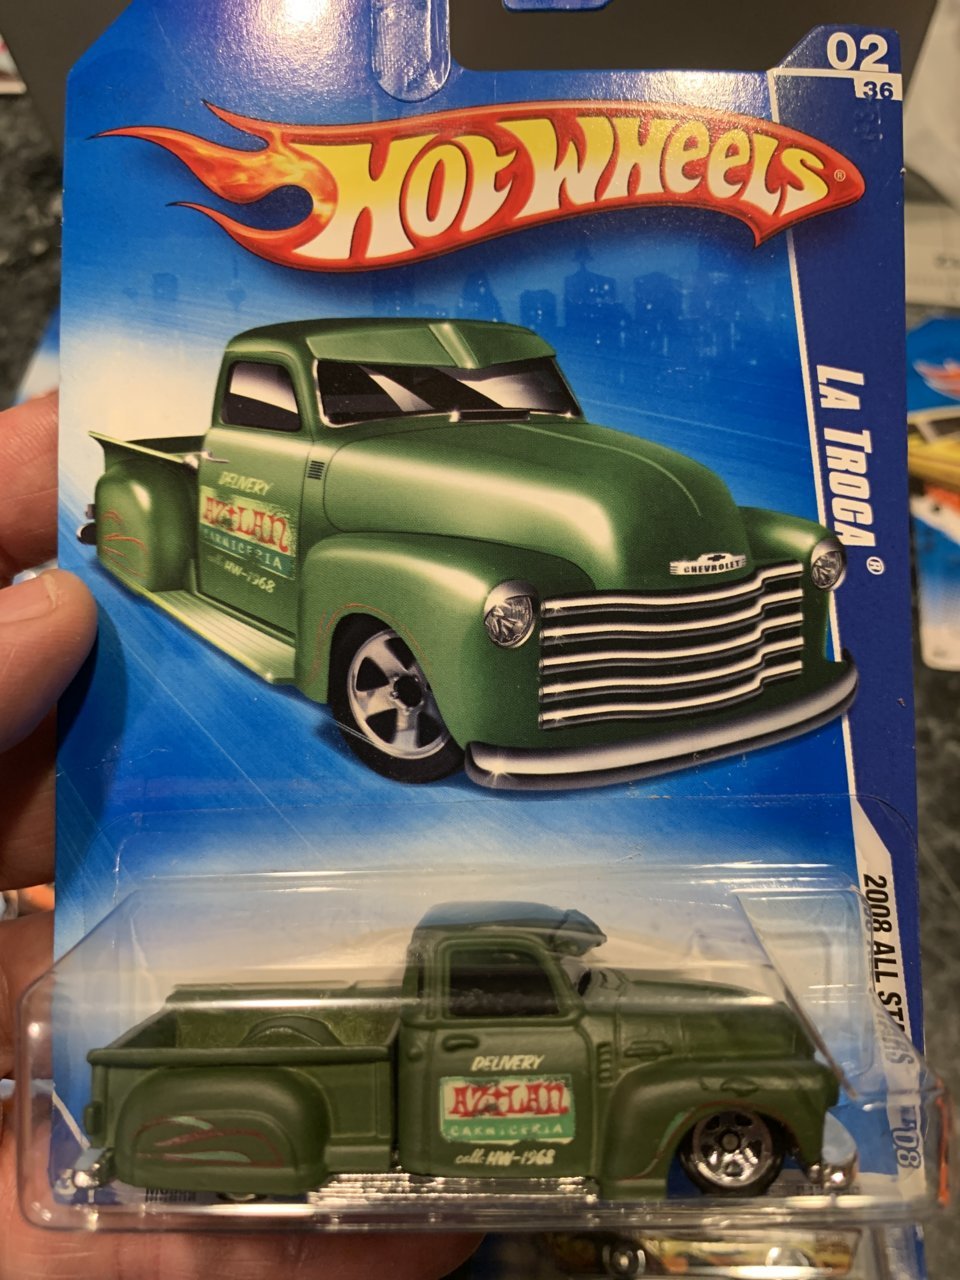 02
36
HOT WHEELS®
LA TROCA®
DELIVERY
AZTLAN
CARNICERIA
call: HW-1968
CHEVROLET
2008 ALL STARS
DELIVERY
AZTLAN
CARNICERIA
call: HW-1968
'08